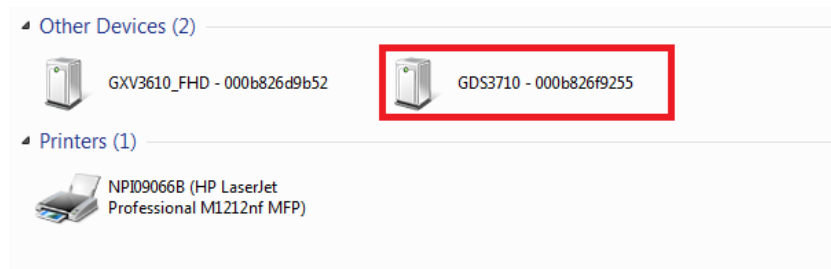 Other Devices (2)
GXV3610_FHD - 000b826d9b52
GDS3710 - 000b826f9255
Printers (1)
NPI09066B (HP LaserJet
Professional M1212nf MFP)